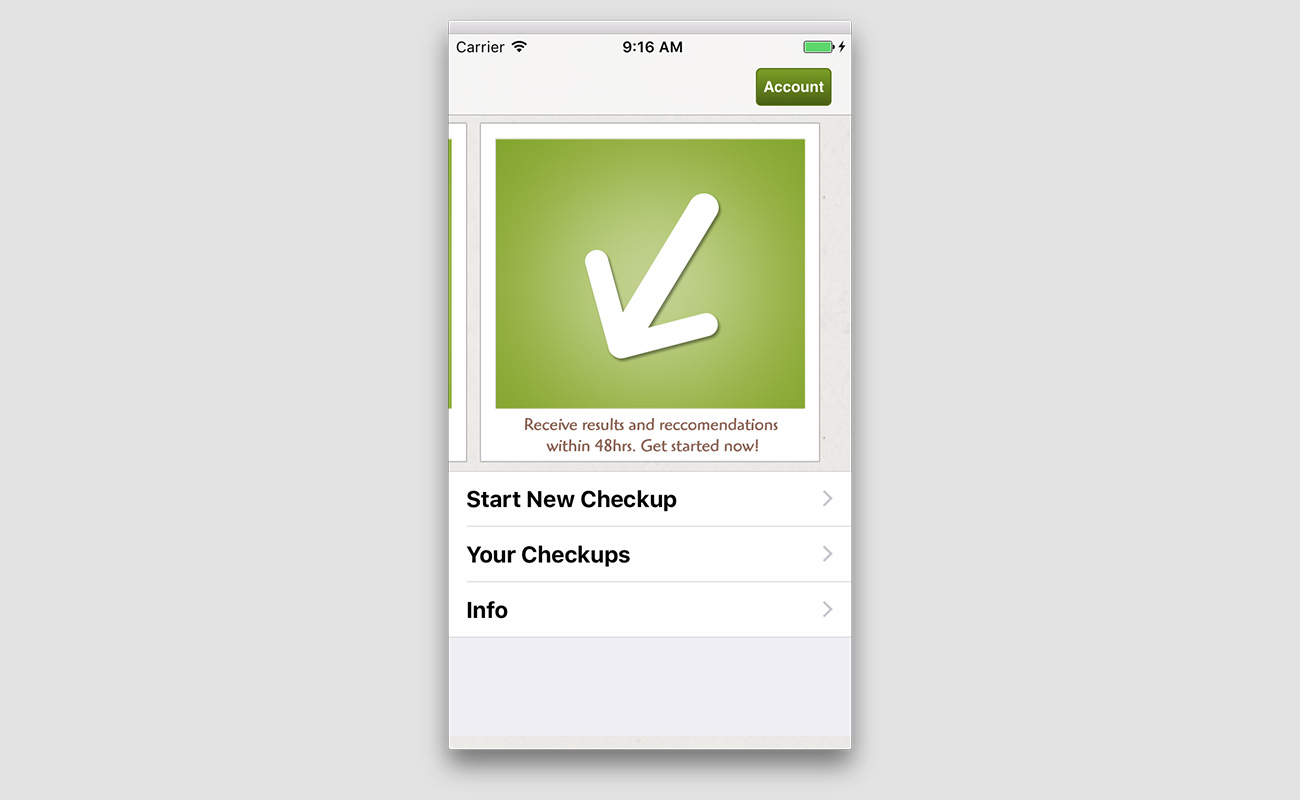 Carrier 9:16 AM
Account
Receive results and reccomendations
within 48hrs. Get started now!
Start New Checkup
Your Checkups
Info